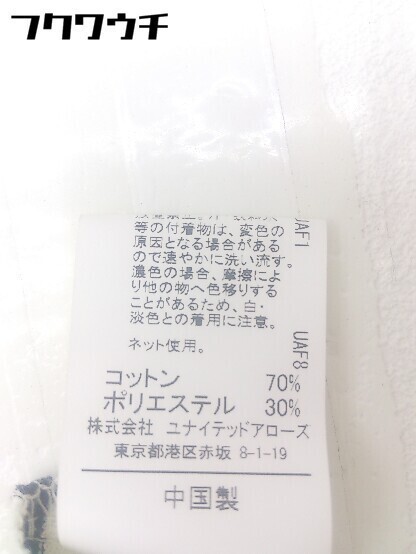 フクワウチ
等の付着物は、変色の
原因となる場合がある
ので速やかに洗い流す。
濃色の場合、摩擦によ
り他の物へ色移りする
ことがあるため、白・
淡色との着用に注意。
ネット使用。
UAF8
コットン 70%
ポリエステル 30%
株式会社 ユナイテッドアローズ
東京都港区赤坂 8-1-19
中国製